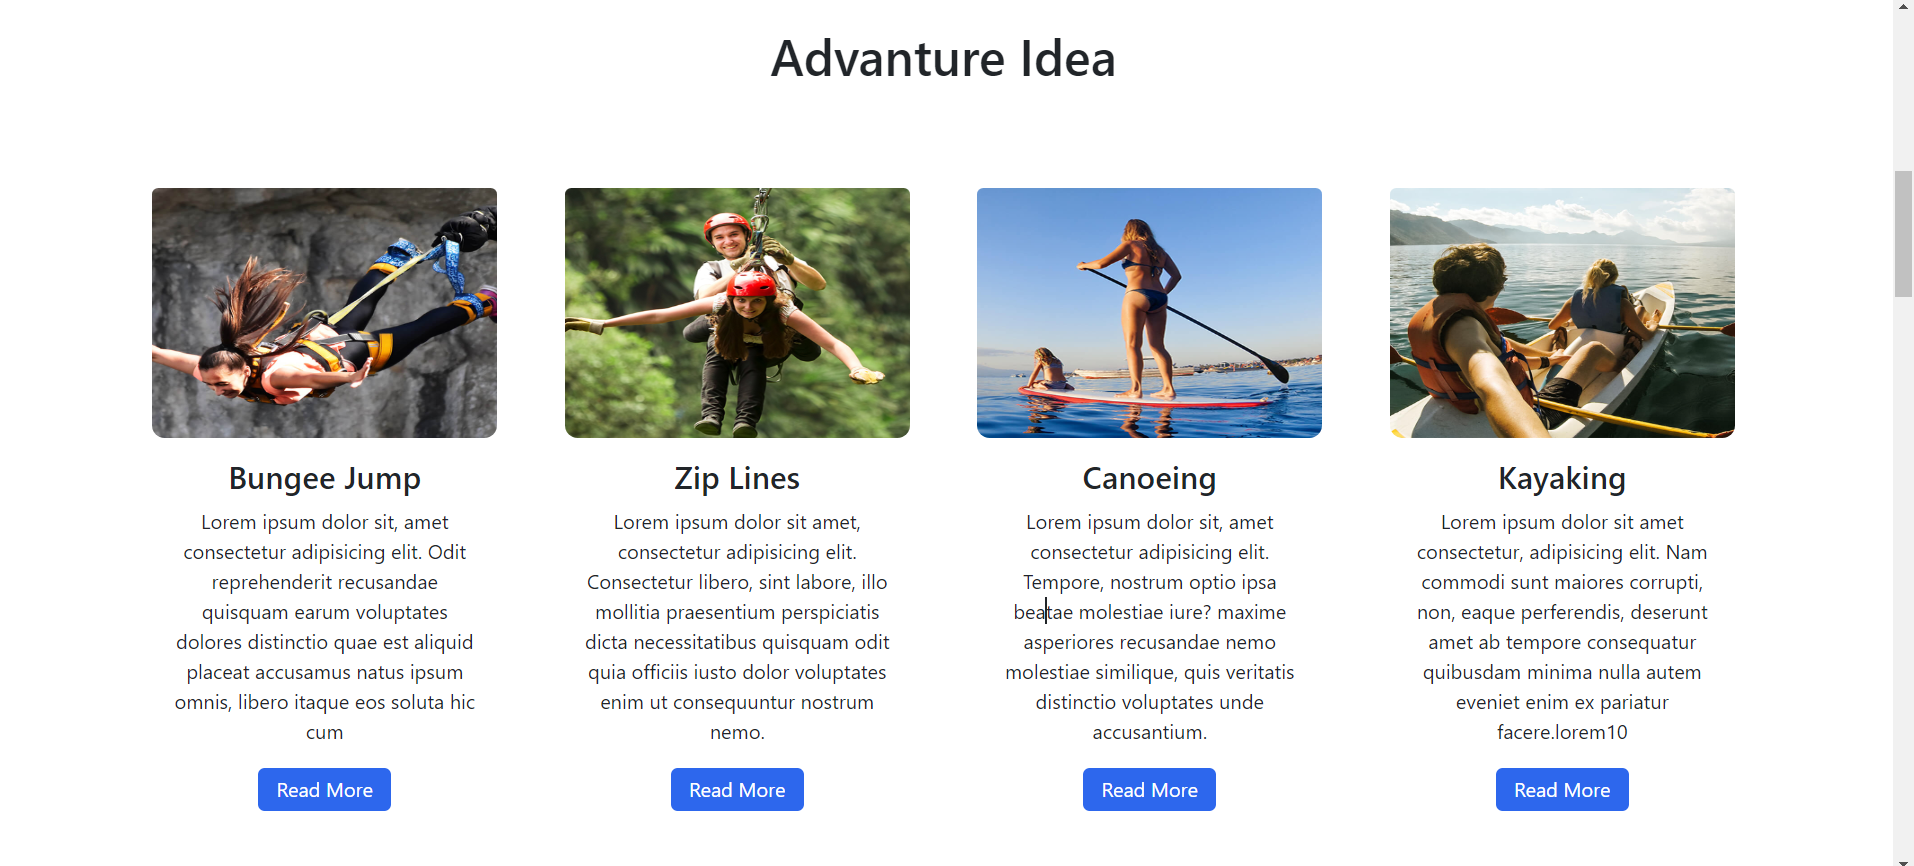 Advanture Idea
Bungee Jump
Lorem ipsum dolor sit, amet
consectetur adipisicing elit. Odit
reprehenderit recusandae
quisquam earum voluptates
dolores distinctio quae est aliquid
placeat accusamus natus ipsum
omnis, libero itaque eos soluta hic
cum
Read More
Zip Lines
Lorem ipsum dolor sit amet,
consectetur adipisicing elit.
Consectetur libero, sint labore, illo
mollitia praesentium perspiciatis
dicta necessitatibus quisquam odit
quia officiis iusto dolor voluptates
enim ut consequuntur nostrum
nemo.
Read More
Canoeing
Lorem ipsum dolor sit, amet
consectetur adipisicing elit.
Tempore, nostrum optio ipsa
beatae molestiae iure? maxime
asperiores recusandae nemo
molestiae similique, quis veritatis
distinctio voluptates unde
accusantium.
Read More
Kayaking
Lorem ipsum dolor sit amet
consectetur, adipisicing elit. Nam
commodi sunt maiores corrupti,
non, eaque perferendis, deserunt
amet ab tempore consequatur
quibusdam minima nulla autem
eveniet enim ex pariatur
facere.lorem10
Read More